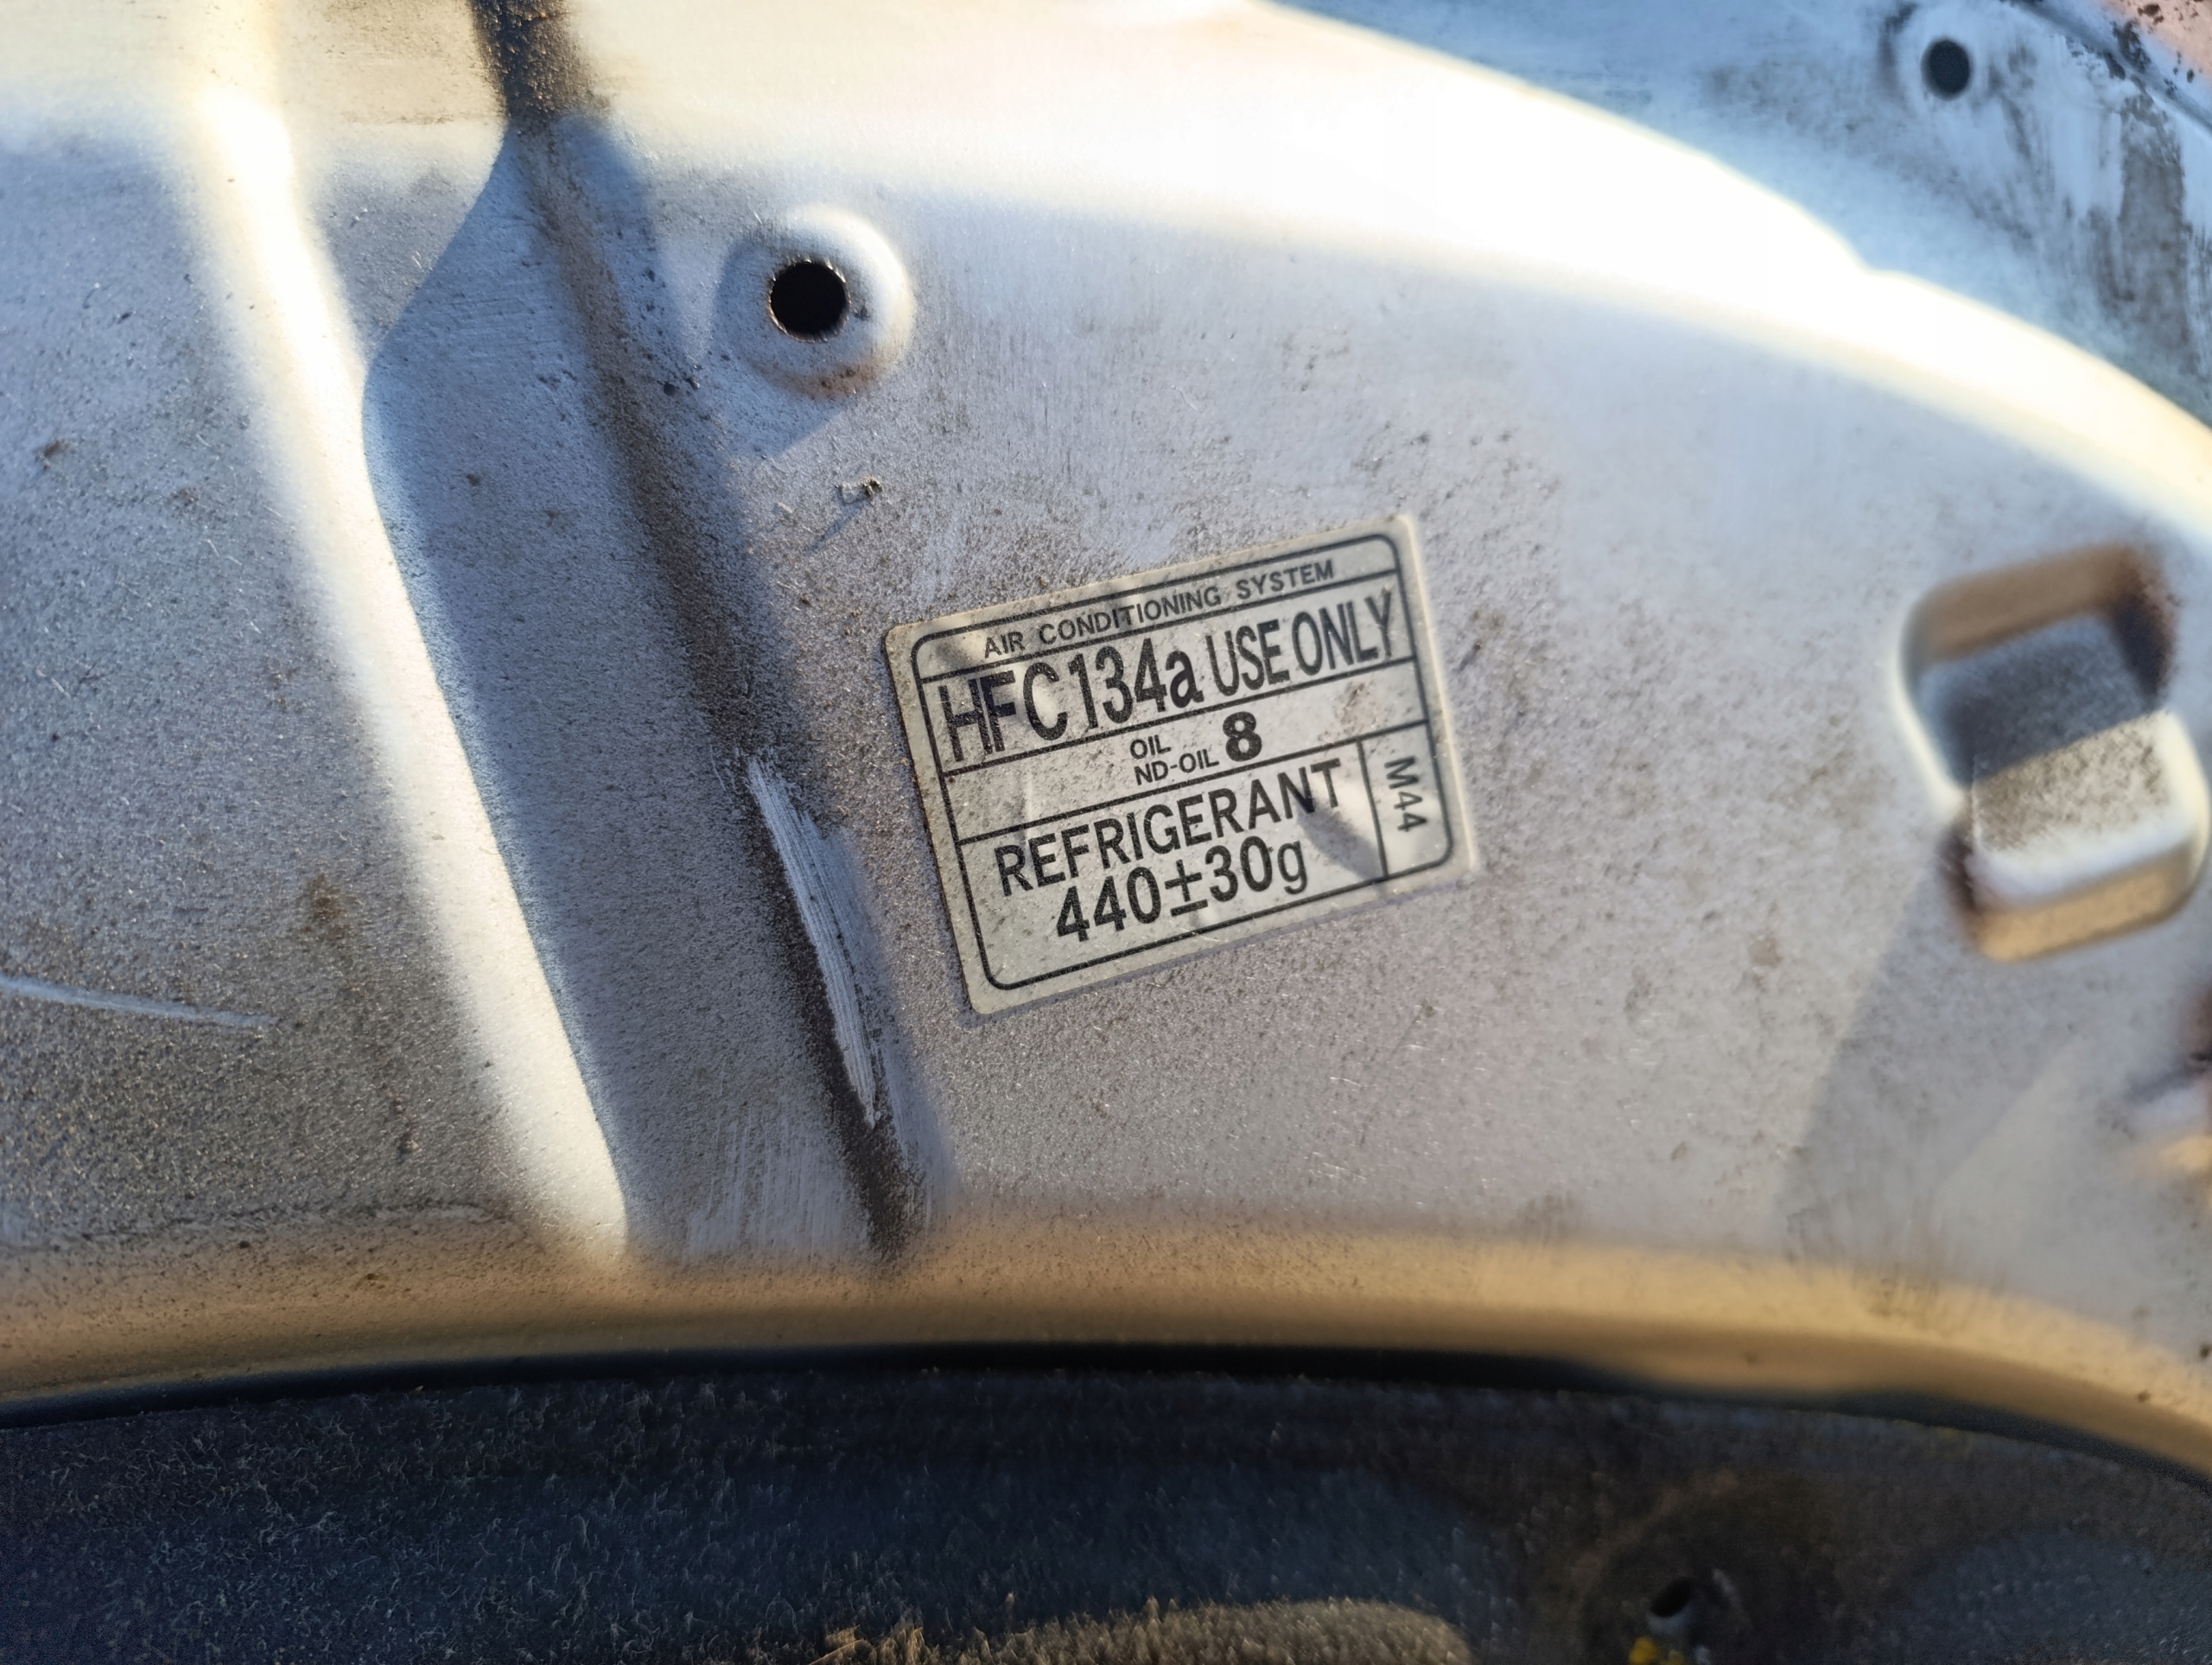 AIR CONDITIONING SYSTEM
HFC134a USE ONLY
OIL
ND-OIL 8
REFRIGERANT
440±30g
M44